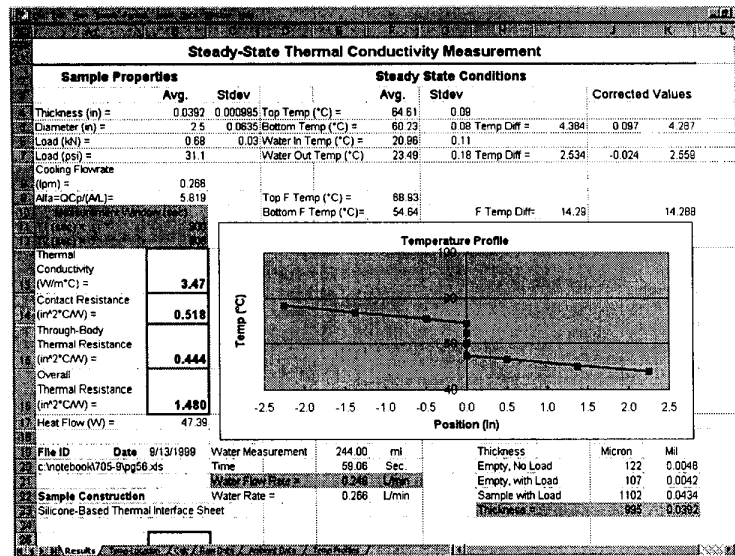 Steady-State Thermal Conductivity Measurement
Sample Properties Steady State Conditions
Avg. Stdev Avg. Stdev Corrected Values
Thickness (in) = 0.0392 0.000985 Top Temp (°C) = 64.61 0.09
Diameter (in) = 2.5 0.0635 Bottom Temp (°C) = 60.23 0.08 Temp Diff = 4.384 0.097 4.287
Load (kN) = 0.68 0.03 Water In Temp (°C) = 20.96 0.11
Load (psi) = 31.1 Water Out Temp (°C) 23.49 0.18 Temp Diff = 2.534 -0.024 2.559
Cooling Flowrate
(lpm) = 0.268
Alfa=QCp/(A/L)= 5.819 Top F Temp (°C) = 68.93
Bottom F Temp (°C)= 54.64 F Temp Diff= 14.29 14.288
Measurement Window (sec)
Temperature Profile
Thermal
Conductivity
(W/m°C) = 3.47
Contact Resistance
(in^2°C/W) = 0.518
Through-Body
Thermal Resistance
(in^2°C/W) = 0.444
Overall
Thermal Resistance
(in^2°C/W) = 1.480
Temp (°C)
100
80
60
40
-2.5 -2.0 -1.5 -1.0 -0.5 0.0 0.5 1.0 1.5 2.0 2.5
Position (in)
Heat Flow (W) = 47.39
File ID Date 9/13/1999 Water Measurement 244.00 ml Thickness Micron Mil
c:\notebook\705-9\pg56.xls Time 59.06 Sec. Empty, No Load 122 0.0048
Water Flow Rate = 0.248 L/min Empty, with Load 107 0.0042
Sample Construction Water Rate = 0.266 L/min Sample with Load 1102 0.0434
Silicone-Based Thermal Interface Sheet Thickness = 995 0.0392
Results